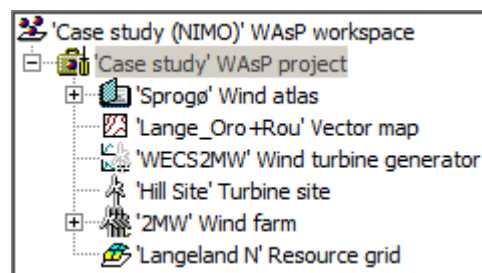 'Case study (NIMO)' WAsP workspace
'Case study' WAsP project
'Sprogø' Wind atlas
'Lange_Oro+Rou' Vector map
'WECS2MW' Wind turbine generator
'Hill Site' Turbine site
'2MW' Wind farm
'Langeland N' Resource grid